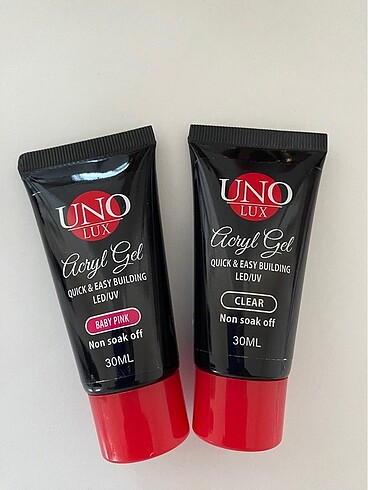 UNO
LUX
Acryl Gel
QUICK & EASY BUILDING
LED/UV
BABY PINK
Non soak off
30ML
UNO
LUX
Acryl Gel
QUICK & EASY BUILDING
LED/UV
CLEAR
Non soak off
30ML